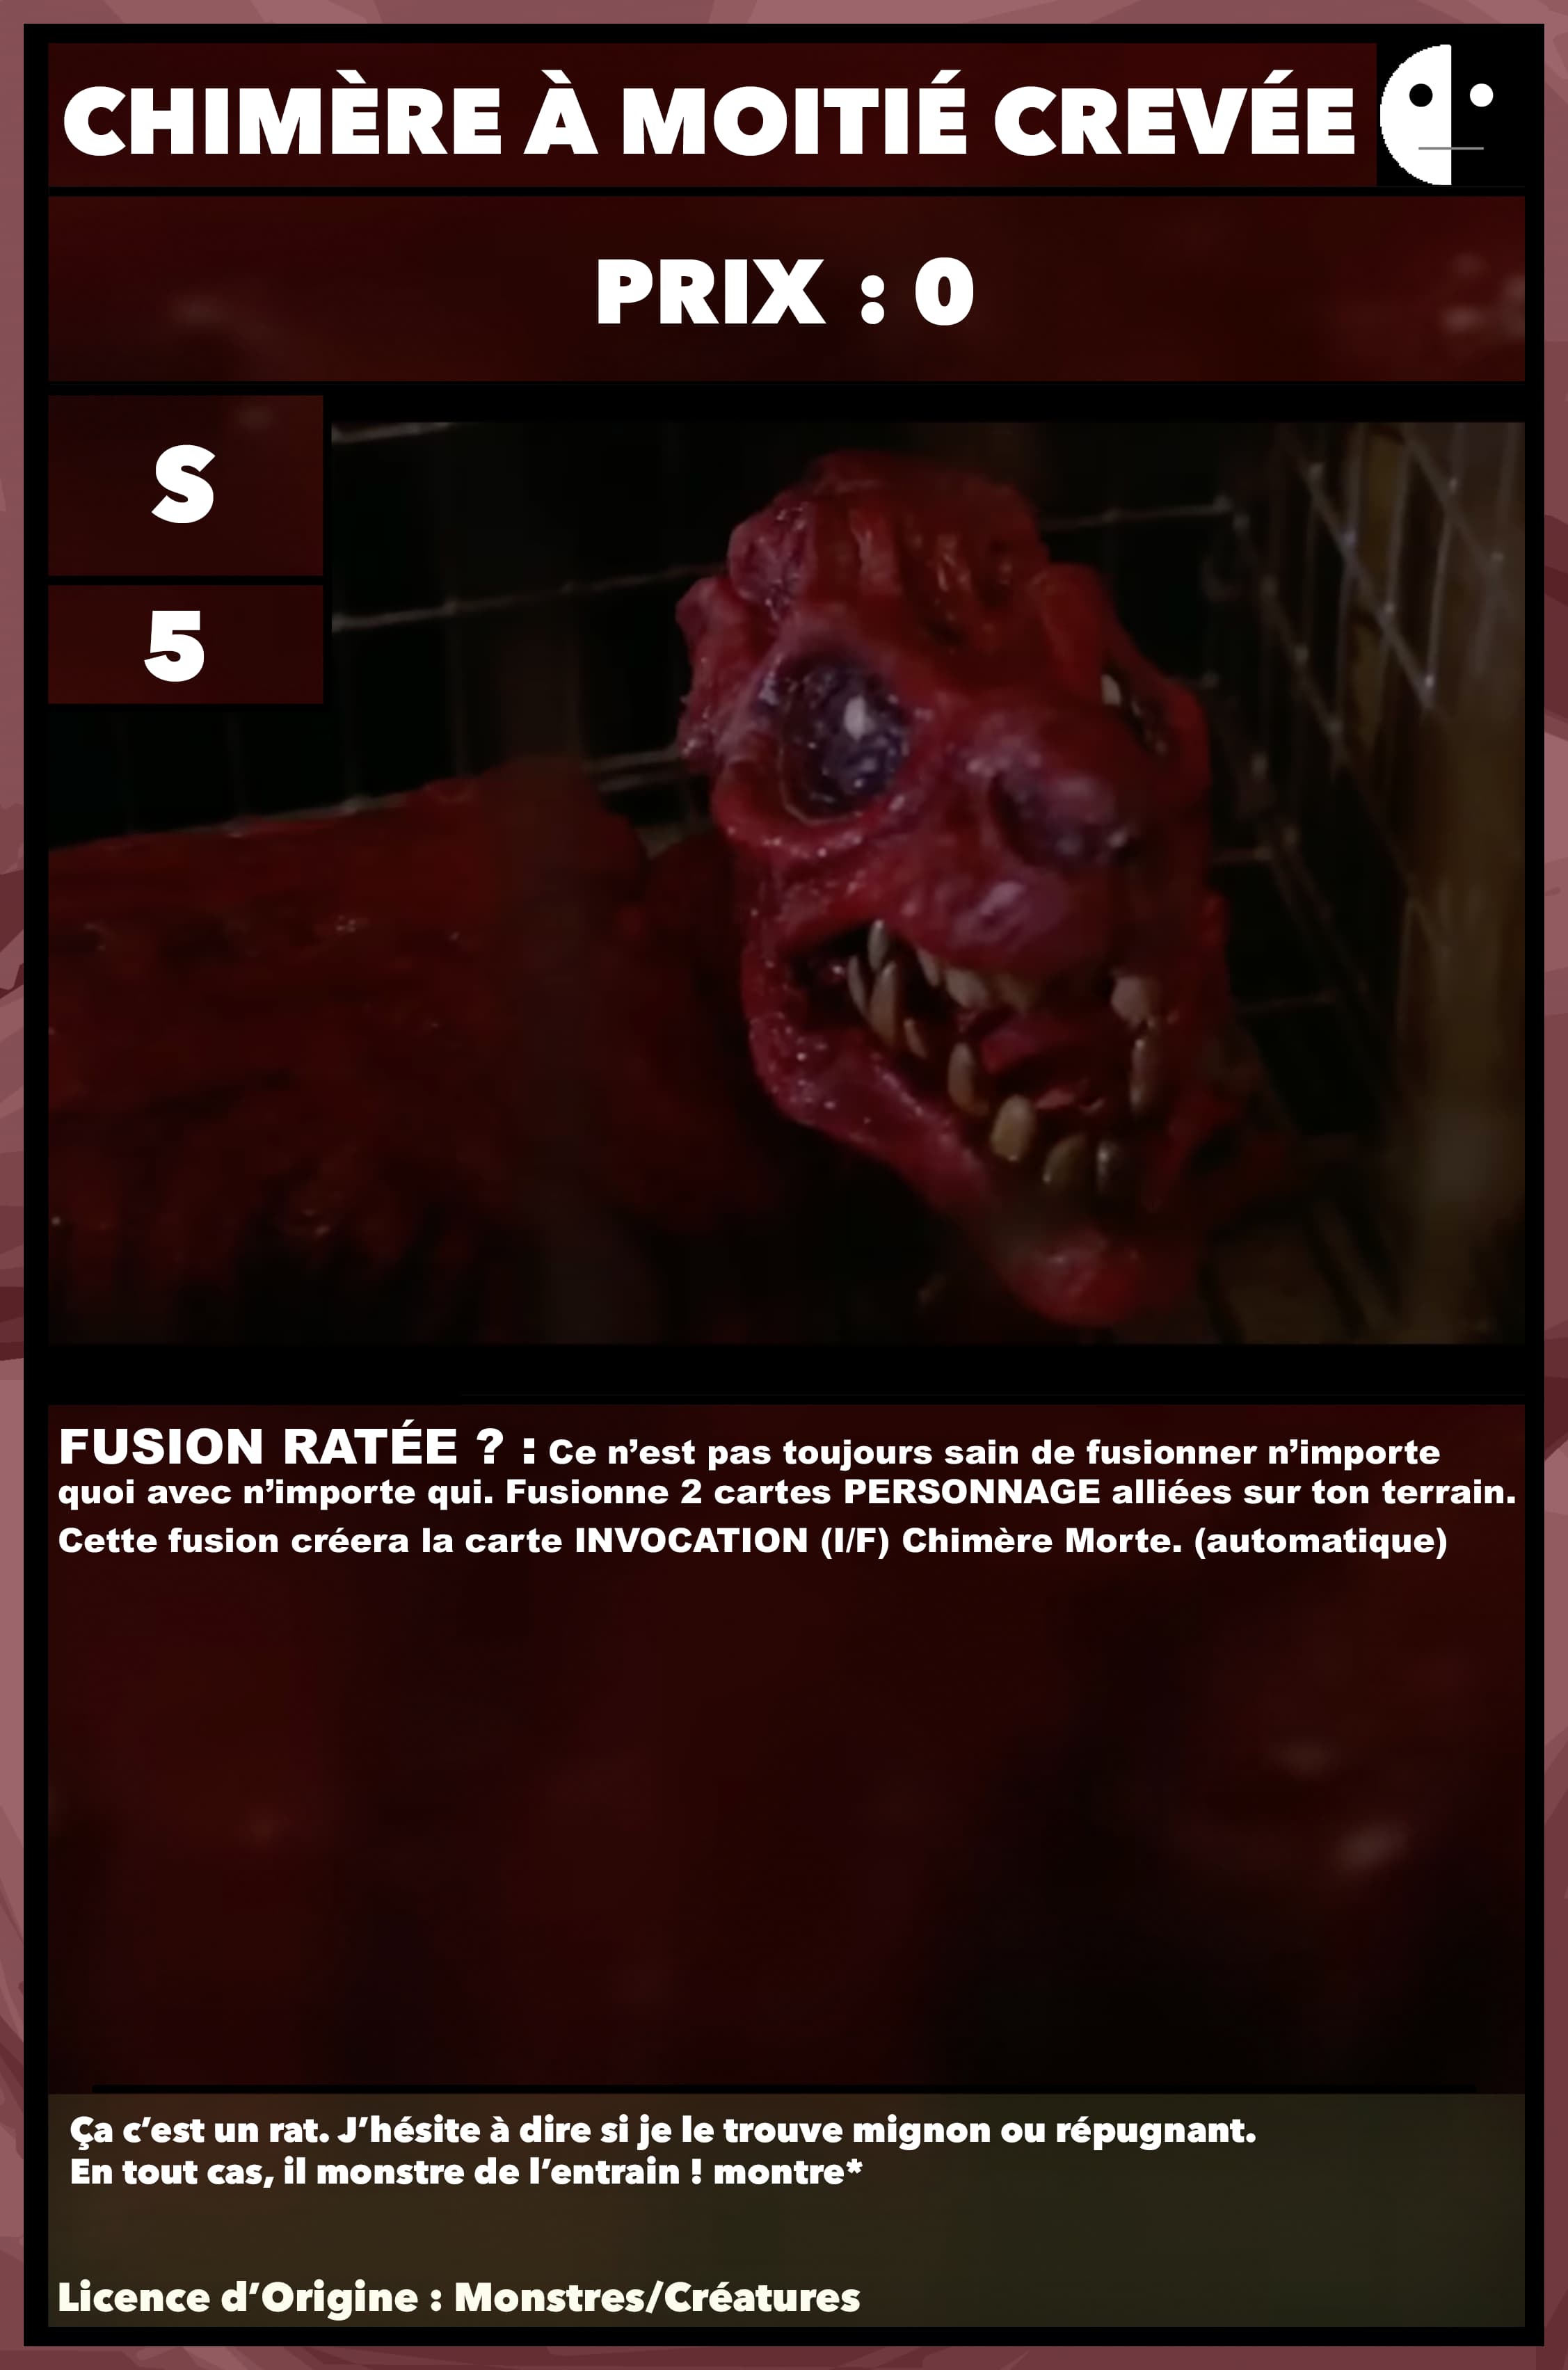 CHIMÈRE À MOITIÉ CREVÉE
PRIX : 0
S
5
FUSION RATÉE ? : Ce n’est pas toujours sain de fusionner n’importe
quoi avec n’importe qui. Fusionne 2 cartes PERSONNAGE alliées sur ton terrain.
Cette fusion créera la carte INVOCATION (I/F) Chimère Morte. (automatique)
Ça c’est un rat. J’hésite à dire si je le trouve mignon ou répugnant.
En tout cas, il monstre de l’entrain ! montre*
Licence d’Origine : Monstres/Créatures